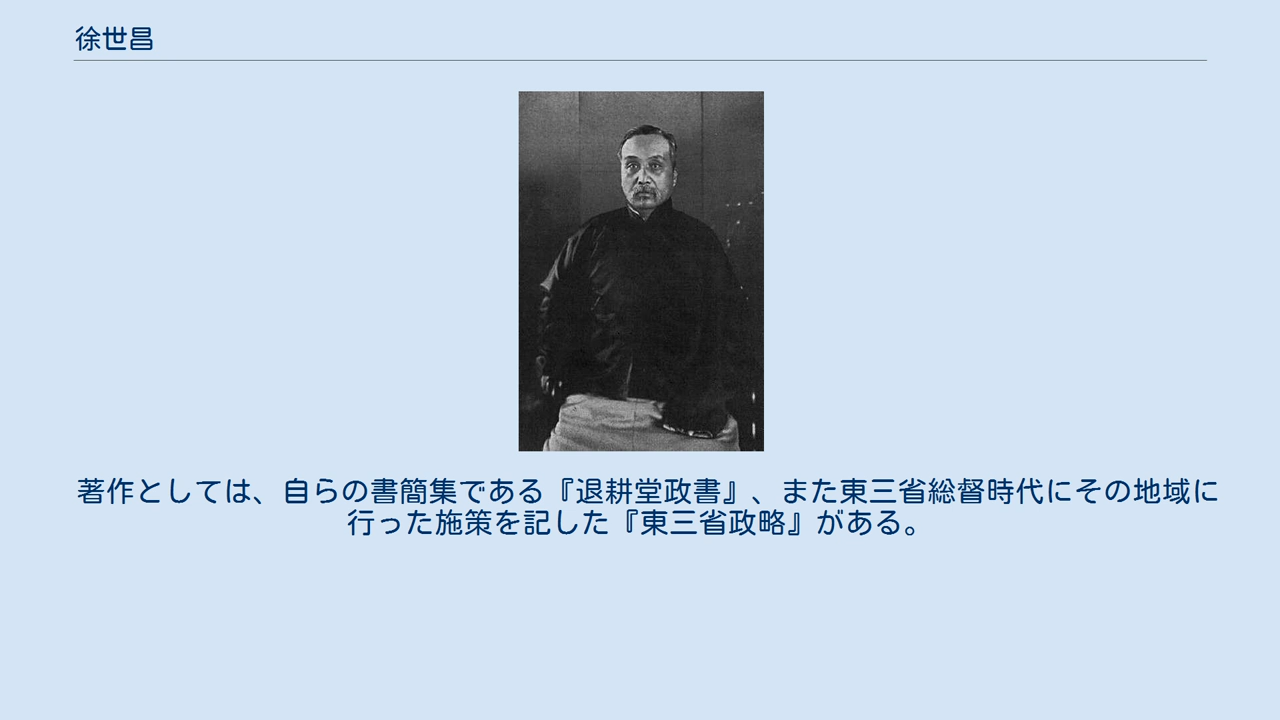 徐世昌
著作としては、自らの書簡集である『退耕堂政書』、また東三省総督時代にその地域に
行った施策を記した『東三省政略』がある。